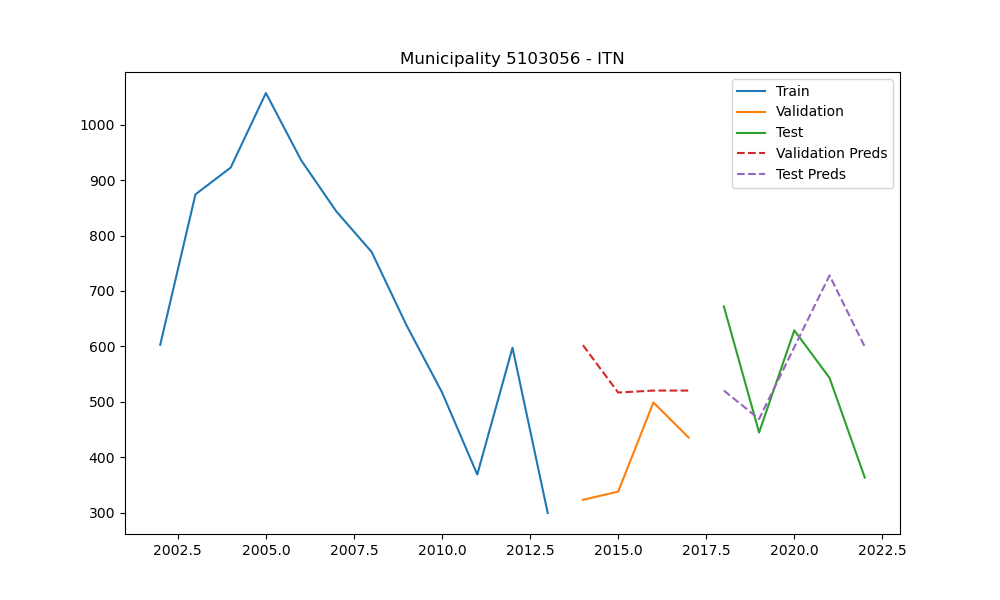 Municipality 5103056 - ITN
Train
Validation
Test
Validation Preds
Test Preds
1000
900
800
700
600
500
400
300
2002.5 2005.0 2007.5 2010.0 2012.5 2015.0 2017.5 2020.0 2022.5